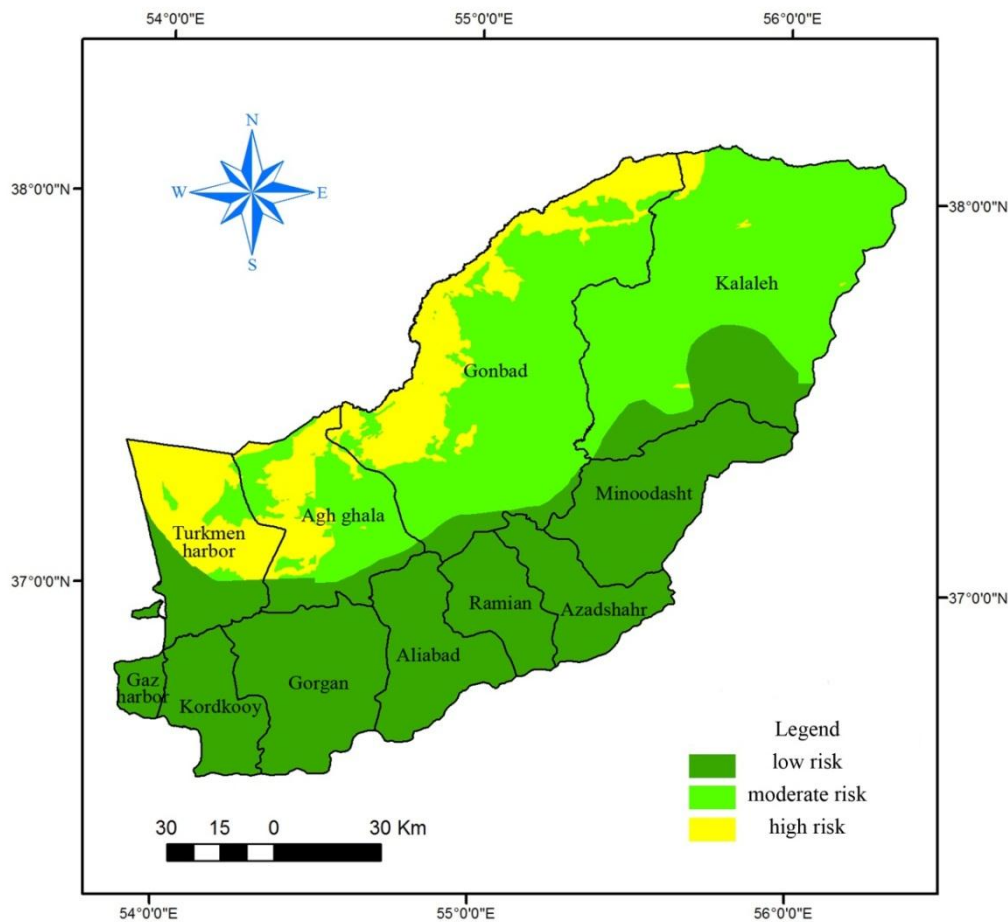 54°0'0"E 55°0'0"E 56°0'0"E
N
W E
S
38°0'0"N 38°0'0"N
Kalaleh
Gonbad
Minoodasht
Agh ghala
Turkmen
harbor
37°0'0"N 37°0'0"N
Ramian
Azadshahr
Aliabad
Gaz
harbor
Gorgan
Kordkooy
Legend
low risk
moderate risk
high risk
30 15 0 30 Km
54°0'0"E 55°0'0"E 56°0'0"E